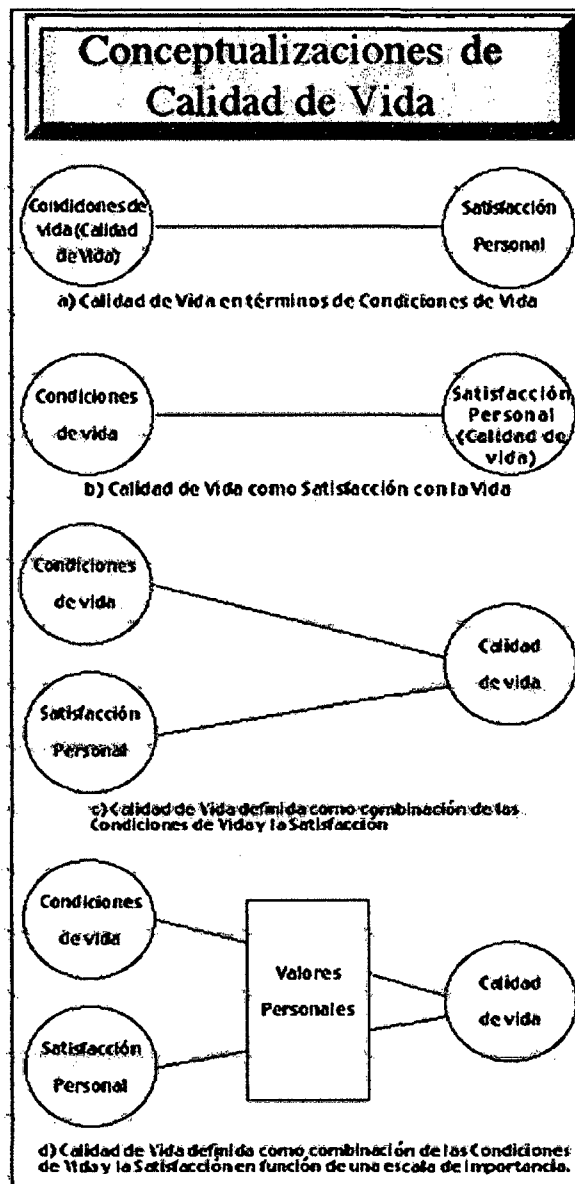 Conceptualizaciones de
Calidad de Vida
Condiciones de
vida (Calidad
de Vida)
Satisfacción
Personal
a) Calidad de Vida en términos de Condiciones de Vida
Condiciones
de vida
Satisfacción
Personal
(Calidad de
vida)
b) Calidad de Vida como Satisfacción con la Vida
Condiciones
de vida
Satisfacción
Personal
Calidad
de vida
c) Calidad de Vida definida como combinación de las
Condiciones de Vida y la Satisfacción
Condiciones
de vida
Satisfacción
Personal
Valores
Personales
Calidad
de vida
d) Calidad de Vida definida como combinación de las Condiciones
de Vida y la Satisfacción en función de una escala de importancia.